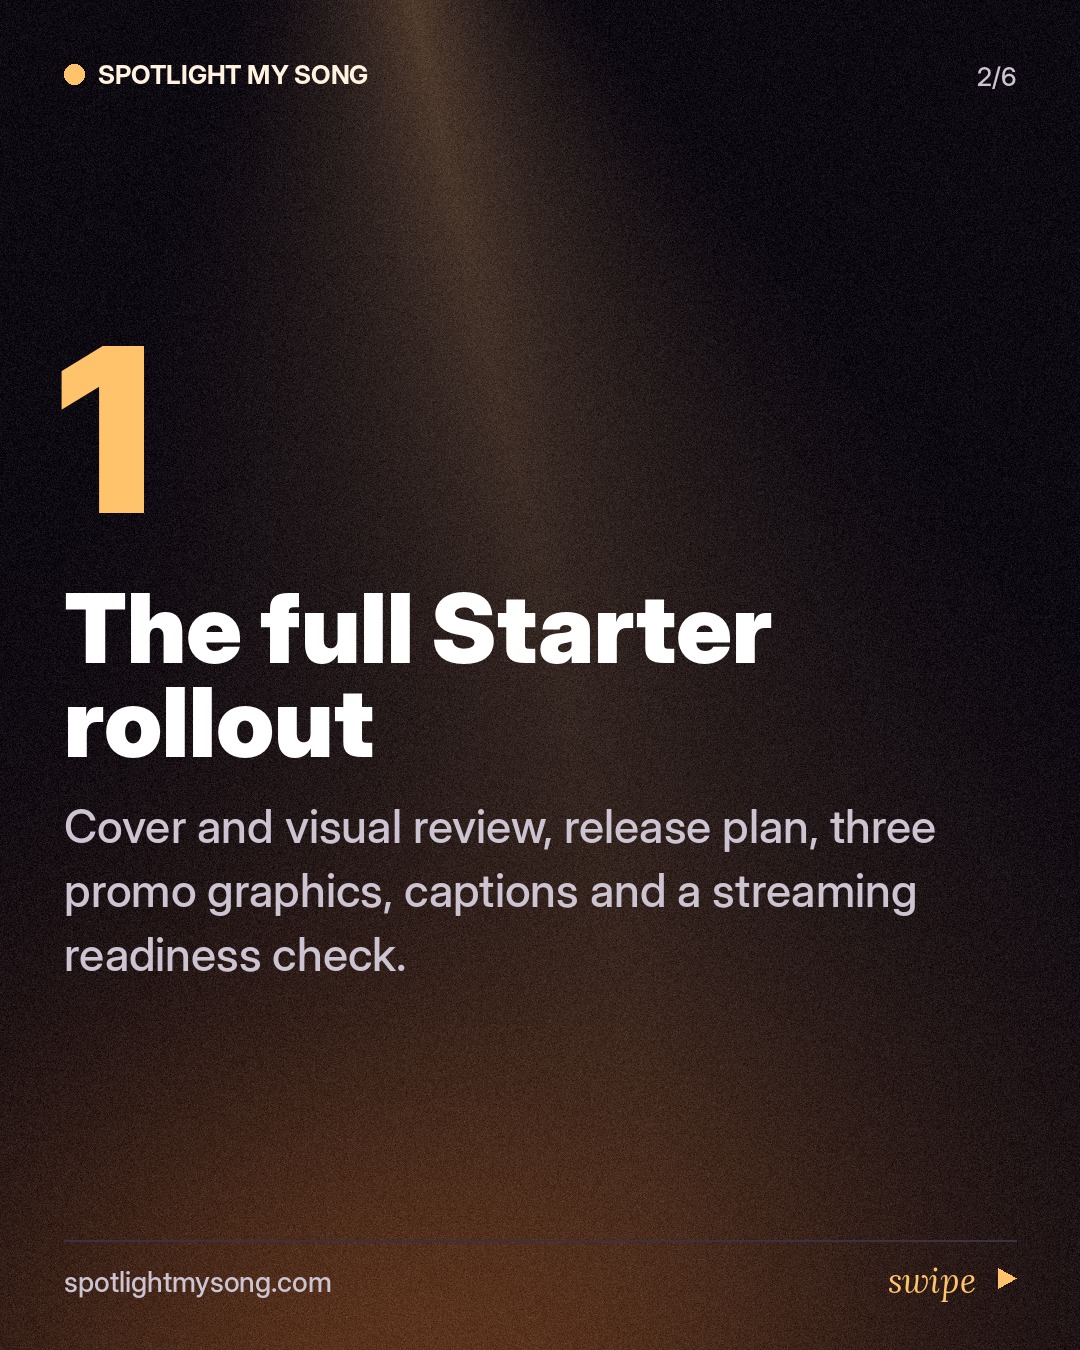 SPOTLIGHT MY SONG
2/6
1
The full Starter
rollout
Cover and visual review, release plan, three
promo graphics, captions and a streaming
readiness check.
spotlightmysong.com
swipe